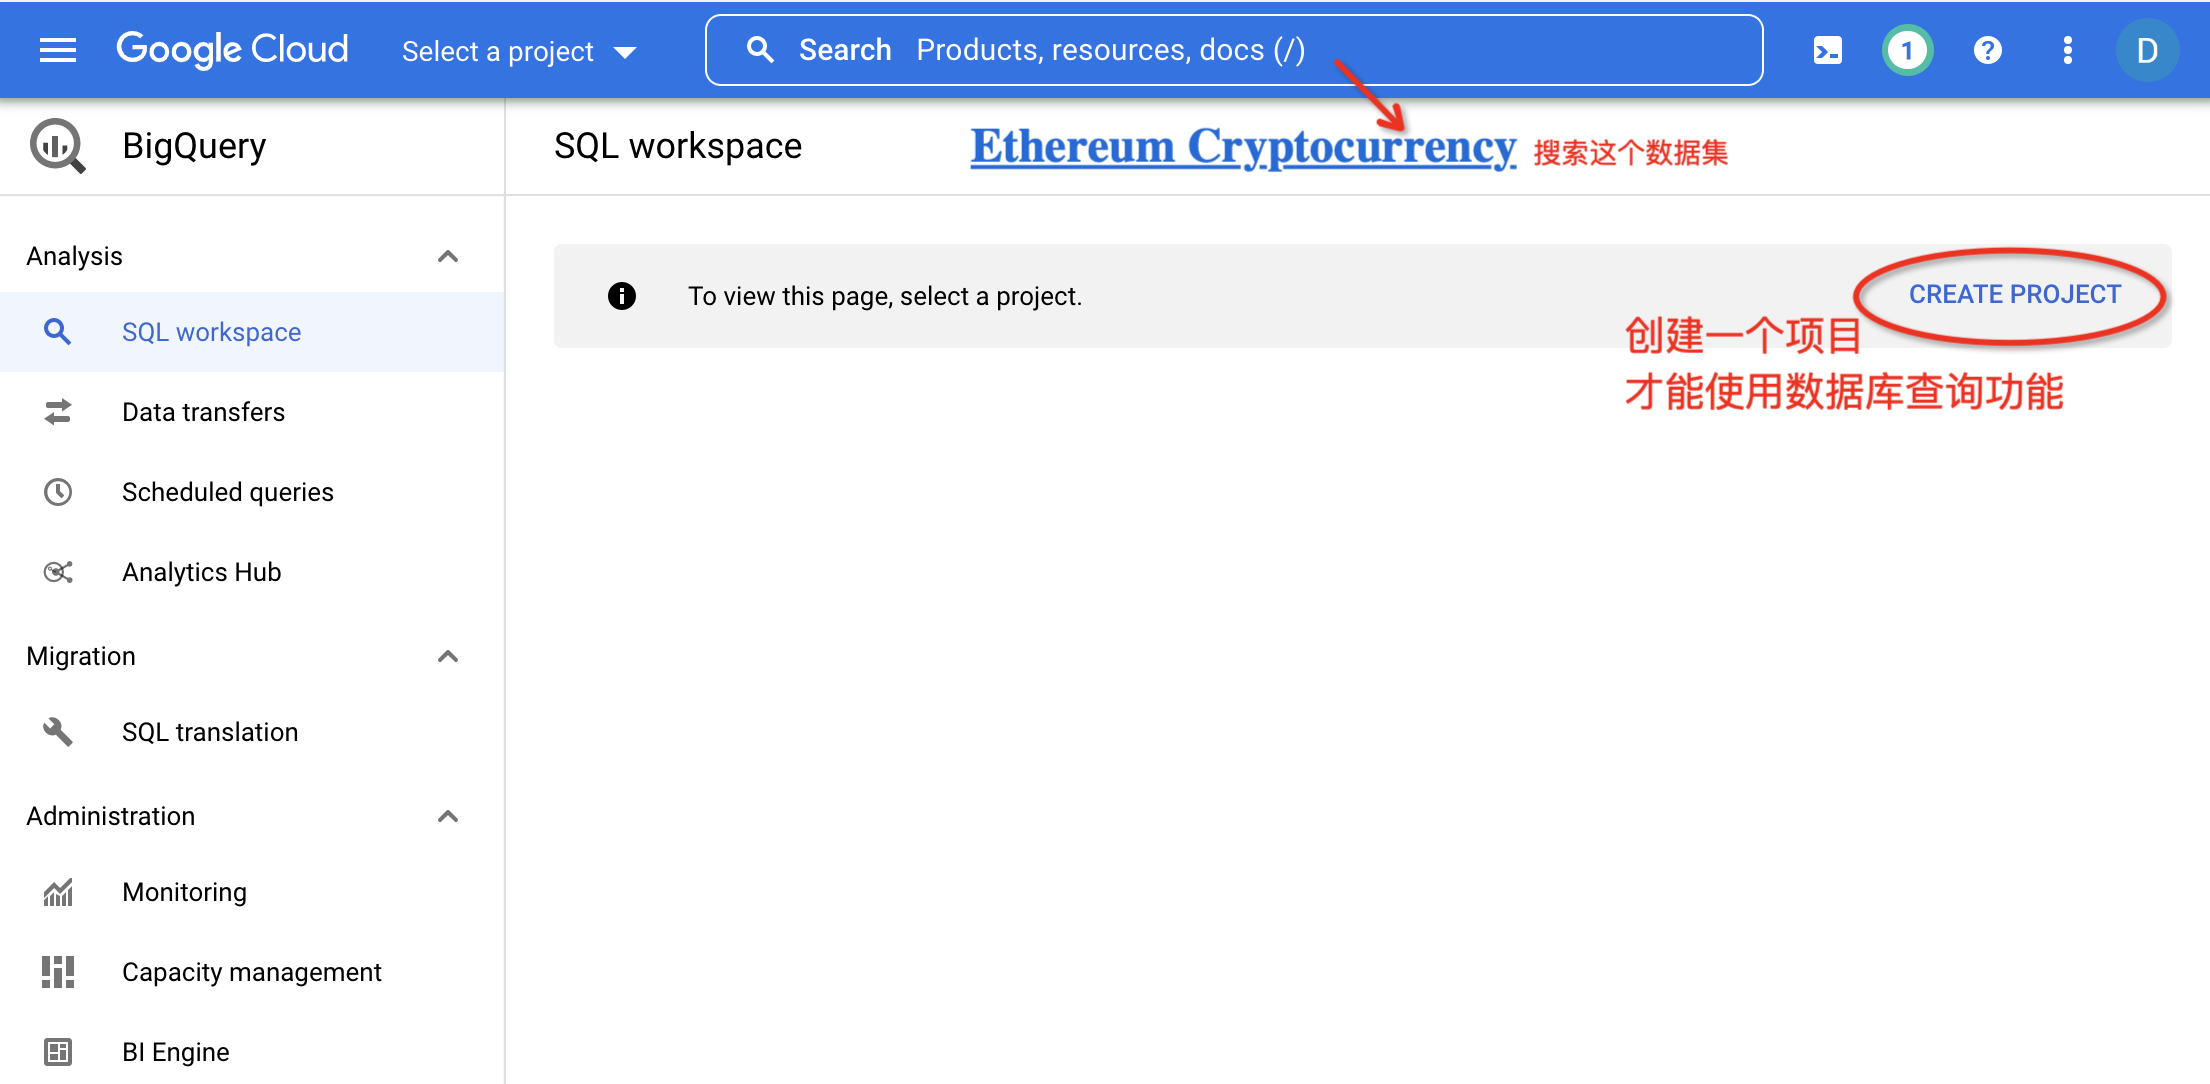 Google Cloud
Select a project
Search Products, resources, docs (/)
1
D
BigQuery
SQL workspace
Ethereum Cryptocurrency 搜索这个数据集
Analysis
SQL workspace
Data transfers
Scheduled queries
Analytics Hub
Migration
SQL translation
Administration
Monitoring
Capacity management
BI Engine
To view this page, select a project.
CREATE PROJECT
创建一个项目
才能使用数据库查询功能